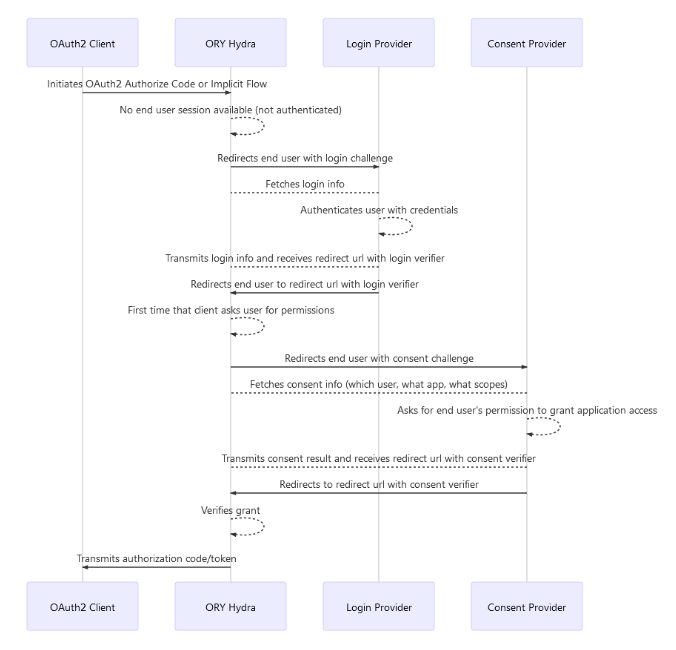 OAuth2 Client
ORY Hydra
Login Provider
Consent Provider
Initiates OAuth2 Authorize Code or Implicit Flow
No end user session available (not authenticated)
Redirects end user with login challenge
Fetches login info
Authenticates user with credentials
Transmits login info and receives redirect url with login verifier
Redirects end user to redirect url with login verifier
First time that client asks user for permissions
Redirects end user with consent challenge
Fetches consent info (which user, what app, what scopes)
Asks for end user's permission to grant application access
Transmits consent result and receives redirect url with consent verifier
Redirects to redirect url with consent verifier
Verifies grant
Transmits authorization code/token
OAuth2 Client
ORY Hydra
Login Provider
Consent Provider